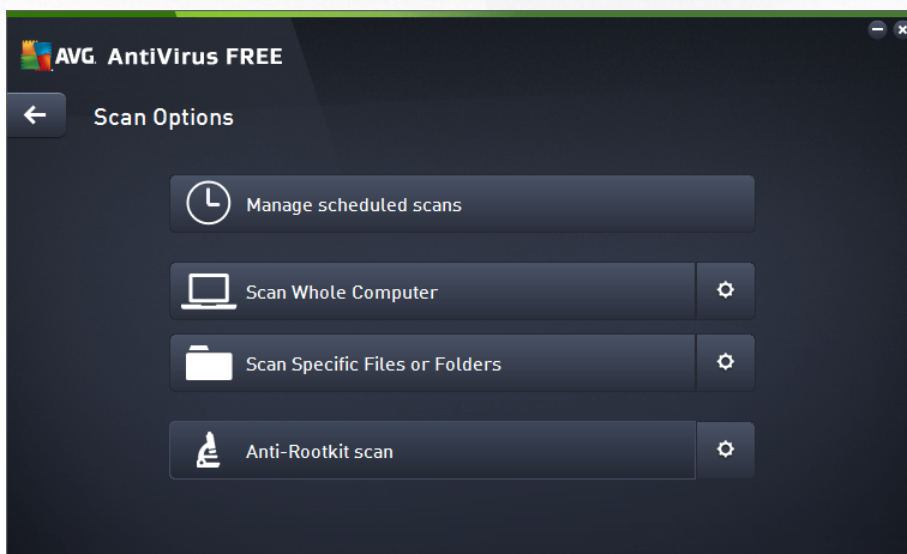 AVG. AntiVirus FREE
Scan Options
Manage scheduled scans
Scan Whole Computer
Scan Specific Files or Folders
Anti-Rootkit scan